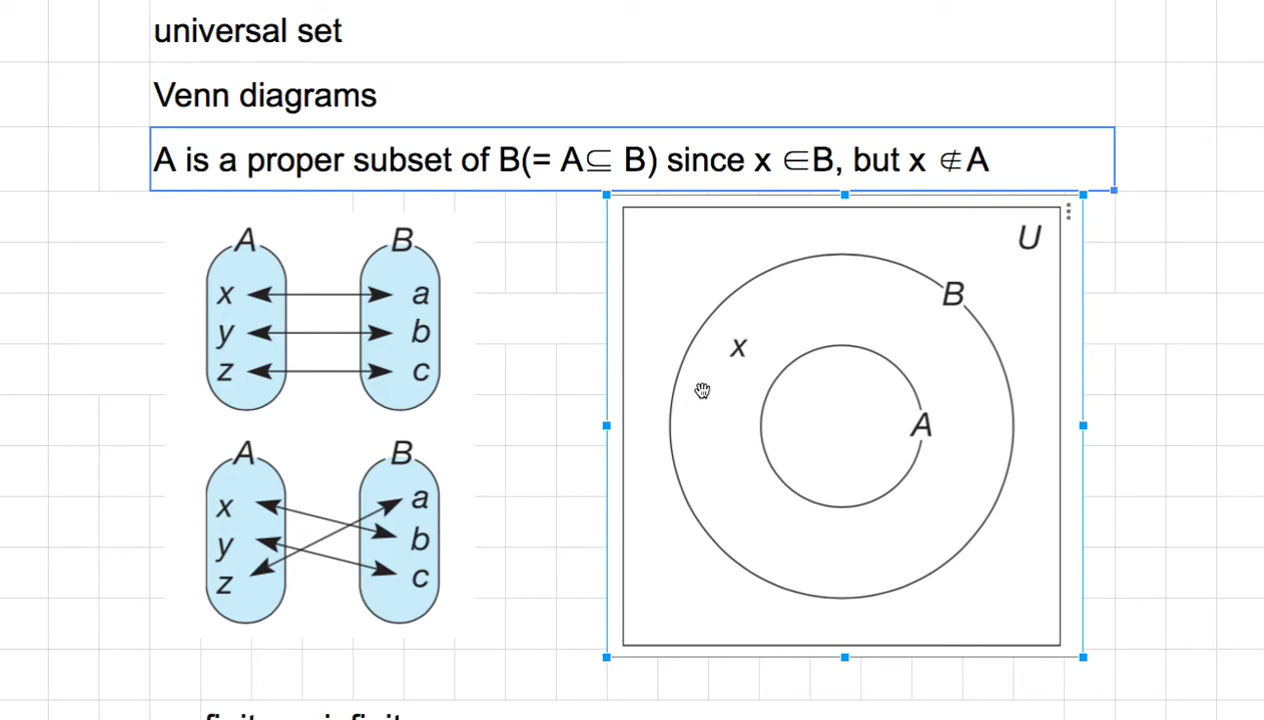 universal set
Venn diagrams
A is a proper subset of B(= A⊆ B) since x ∈B, but x ∉A
A B
x a
y b
z c
A B
x a
y b
z c
U
B
x
A